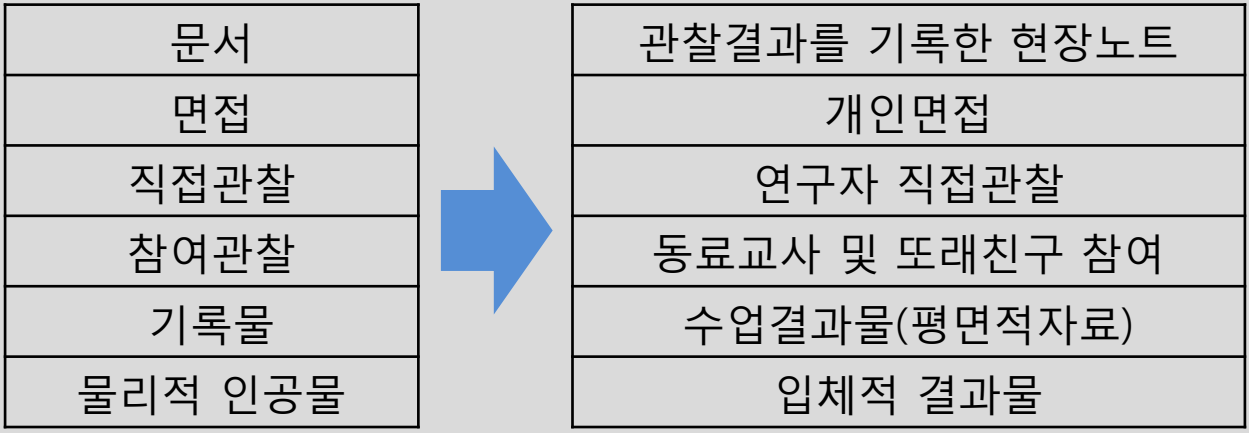 문서
면접
직접관찰
참여관찰
기록물
물리적 인공물
관찰결과를 기록한 현장노트
개인면접
연구자 직접관찰
동료교사 및 또래친구 참여
수업결과물(평면적자료)
입체적 결과물